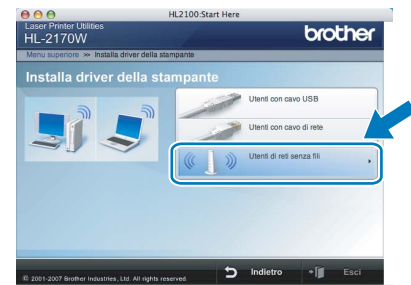 HL2100:Start Here
Laser Printer Utilities
HL-2170W
brother
Menu superiore >> Installa driver della stampante
Installa driver della stampante
Utenti con cavo USB
Utenti con cavo di rete
Utenti di reti senza fili
© 2001-2007 Brother Industries, Ltd. All rights reserved
Indietro
Esci